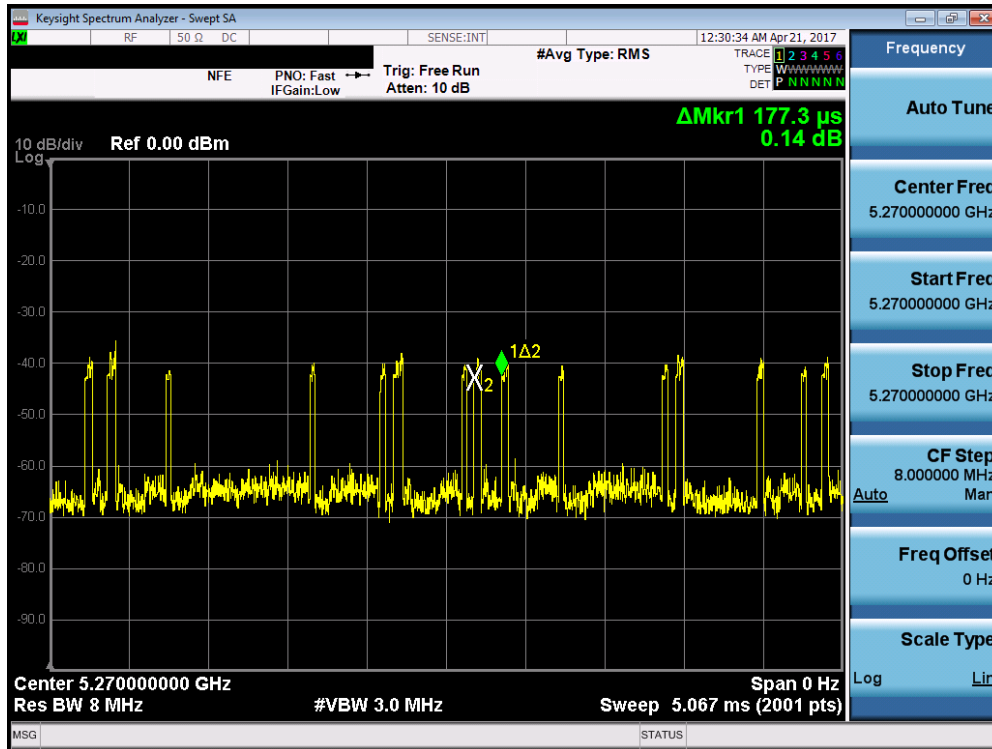 Keysight Spectrum Analyzer - Swept SA
LXI RF 50 Ω DC SENSE:INT 12:30:34 AM Apr 21, 2017
NFE
PNO: Fast
IFGain:Low
Trig: Free Run
Atten: 10 dB
#Avg Type: RMS
TRACE 1 2 3 4 5 6
TYPE WWWWWW
DET P N N N N N
ΔMkr1 177.3 µs
0.14 dB
10 dB/div
Log
Ref 0.00 dBm
-10.0
-20.0
-30.0
-40.0
-50.0
-60.0
-70.0
-80.0
-90.0
1Δ2
X2
Center 5.270000000 GHz
Span 0 Hz
Res BW 8 MHz
#VBW 3.0 MHz
Sweep 5.067 ms (2001 pts)
MSG
STATUS
Frequency
Auto Tune
Center Freq
5.270000000 GHz
Start Freq
5.270000000 GHz
Stop Freq
5.270000000 GHz
CF Step
8.000000 MHz
Auto Man
Freq Offset
0 Hz
Scale Type
Log Lin